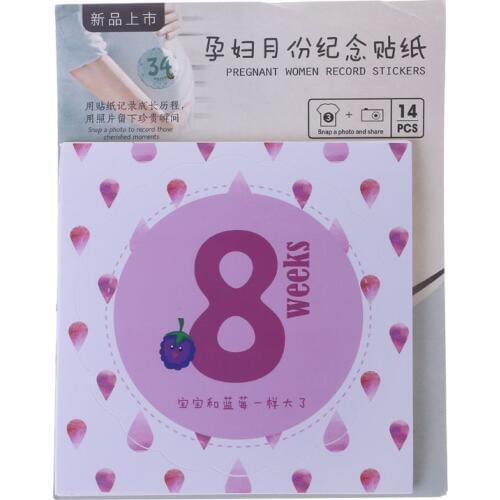 新品上市
34
孕妇月份纪念贴纸
PREGNANT WOMEN RECORD STICKERS
用贴纸记录成长历程,
用照片留下珍贵瞬间
Snap a photo to record those
cherished moments
3 +
Snap a photo and share
14
PCS
8
weeks
宝宝和蓝莓一样大了